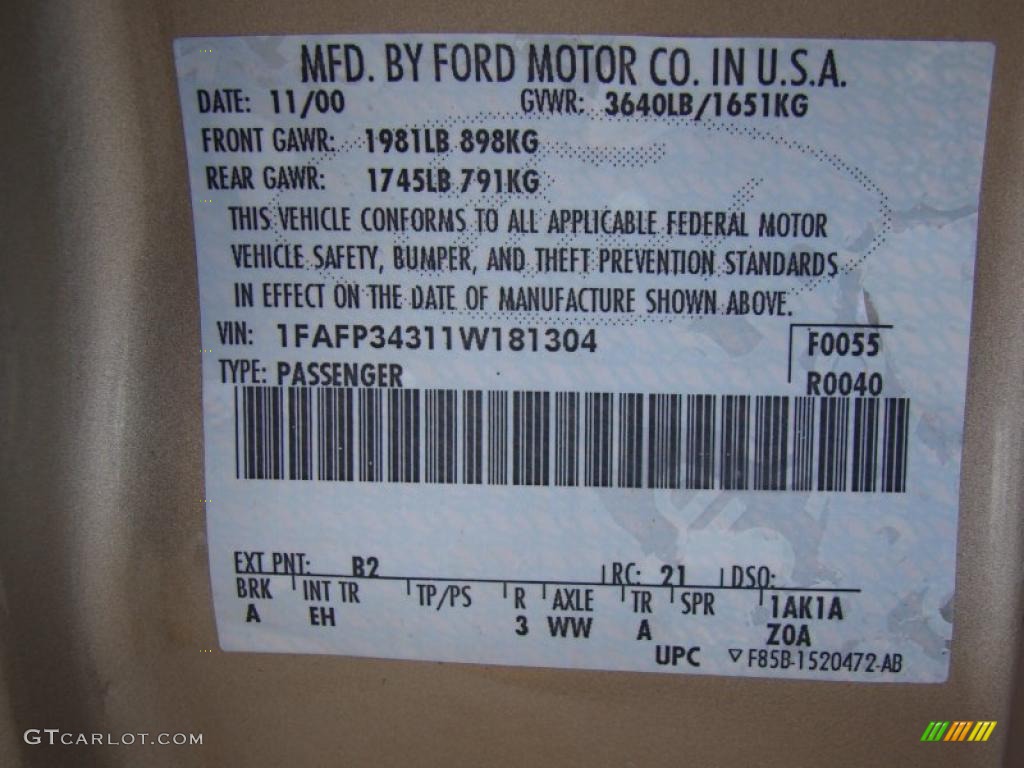 MFD. BY FORD MOTOR CO. IN U.S.A.
DATE: 11/00 GVWR: 3640LB/1651KG
FRONT GAWR: 1981LB 898KG
REAR GAWR: 1745LB 791KG
THIS VEHICLE CONFORMS TO ALL APPLICABLE FEDERAL MOTOR
VEHICLE SAFETY, BUMPER, AND THEFT PREVENTION STANDARDS
IN EFFECT ON THE DATE OF MANUFACTURE SHOWN ABOVE.
VIN: 1FAFP34311W181304 F0055
TYPE: PASSENGER R0040
EXT PNT: B2 RC: 21 DSO:
BRK INT TR TP/PS R AXLE TR SPR 1AK1A
A EH 3 WW A Z0A
UPC ▽ F85B-1520472-AB
GTCARLOT.COM